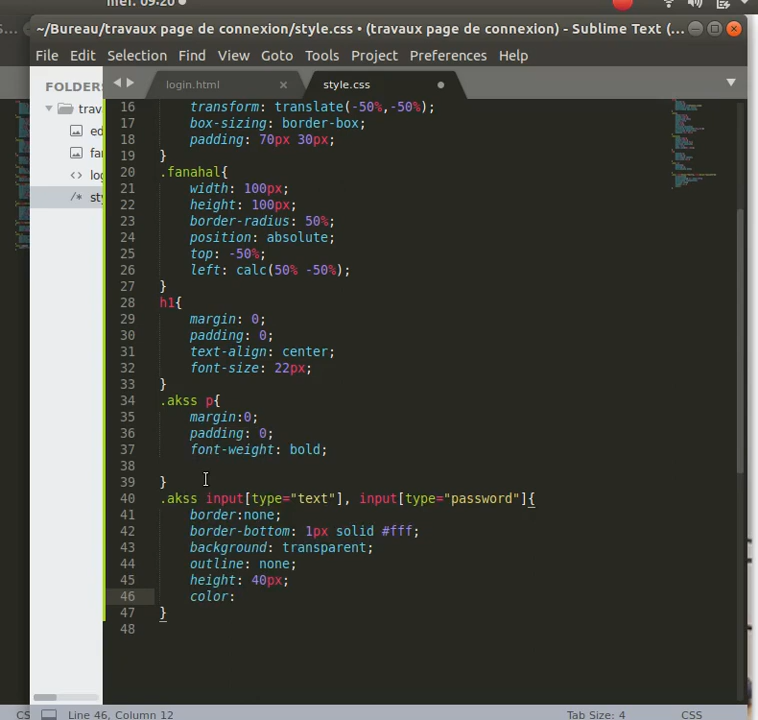 mer. 09:20
~/Bureau/travaux page de connexion/style.css • (travaux page de connexion) - Sublime Text (...
File Edit Selection Find View Goto Tools Project Preferences Help
FOLDERS
login.html × style.css
trav
ed
fa
log
/* sty
16 transform: translate(-50%,-50%);
17 box-sizing: border-box;
18 padding: 70px 30px;
19 }
20 .fanahal{
21 width: 100px;
22 height: 100px;
23 border-radius: 50%;
24 position: absolute;
25 top: -50%;
26 left: calc(50% -50%);
27 }
28 h1{
29 margin: 0;
30 padding: 0;
31 text-align: center;
32 font-size: 22px;
33 }
34 .akss p{
35 margin:0;
36 padding: 0;
37 font-weight: bold;
38
39 }
40 .akss input[type="text"], input[type="password"]{
41 border:none;
42 border-bottom: 1px solid #fff;
43 background: transparent;
44 outline: none;
45 height: 40px;
46 color:
47 }
48
CS Line 46, Column 12 Tab Size: 4 CSS